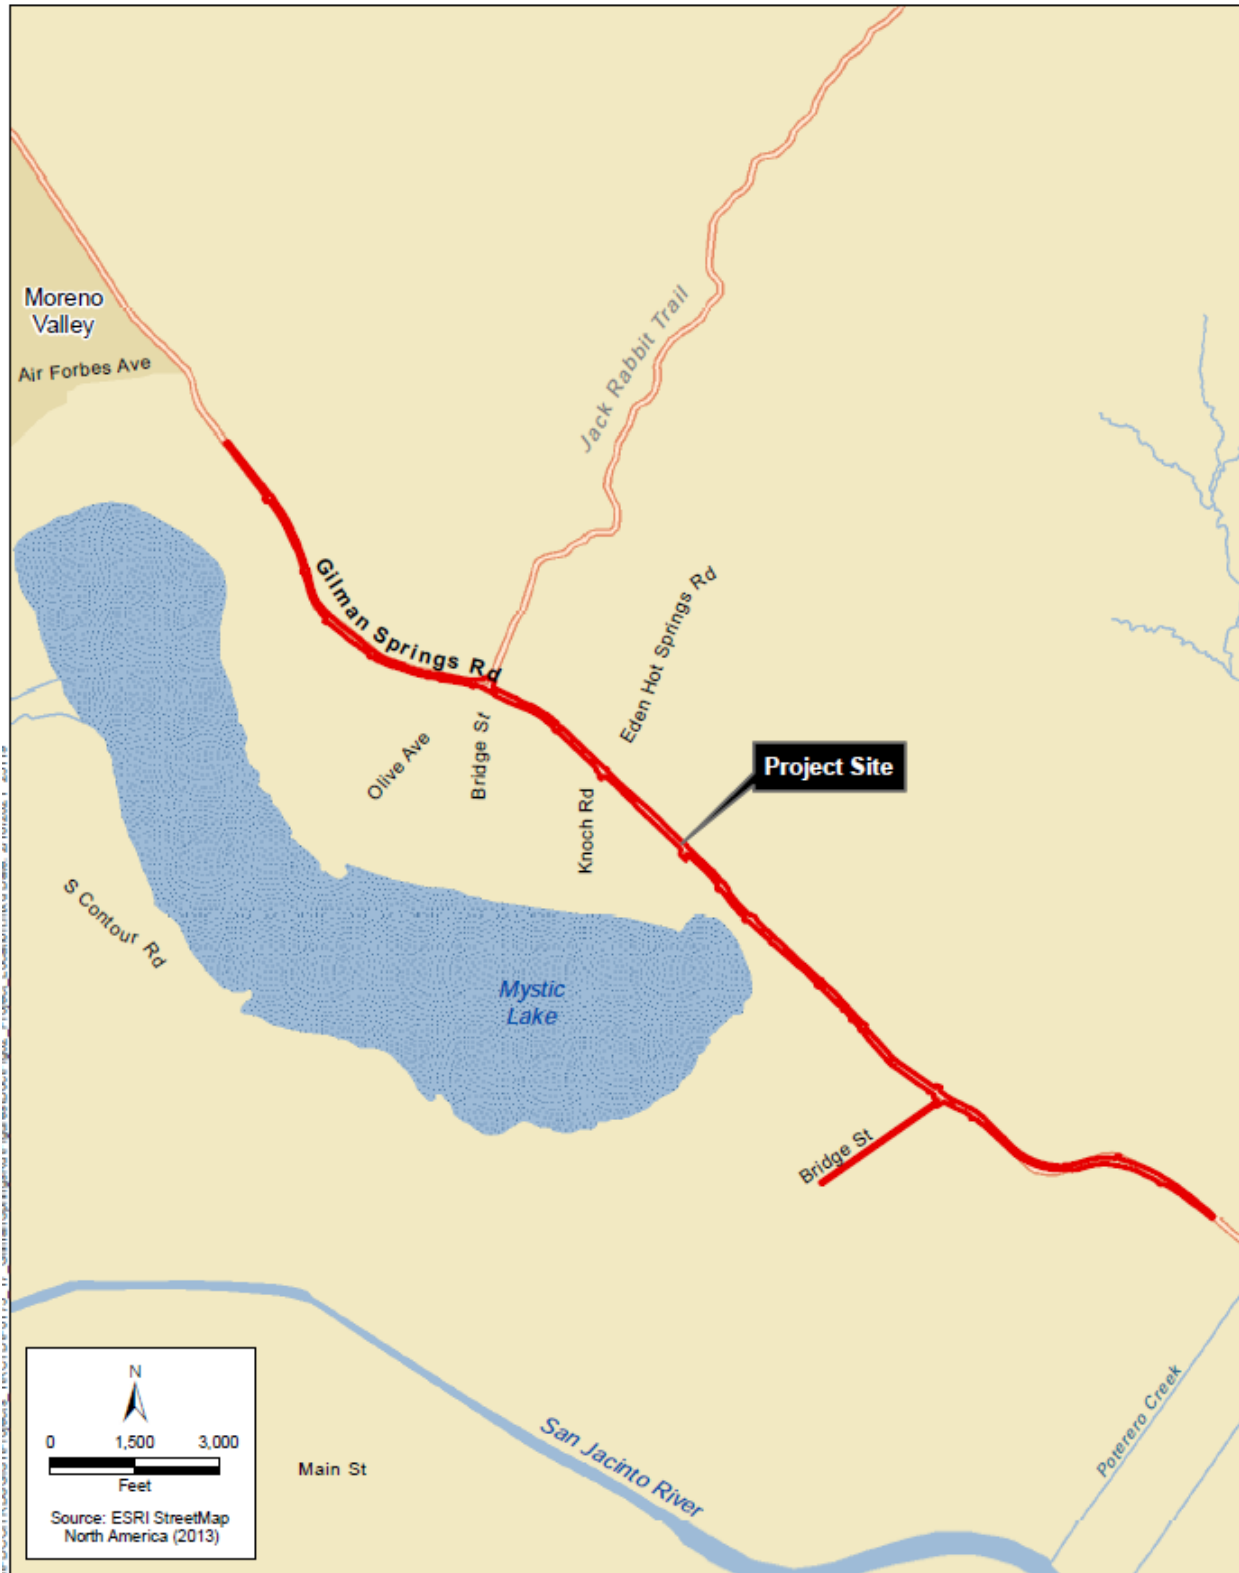 Moreno
Valley
Air Forbes Ave
Jack Rabbit Trail
Gilman Springs Rd
Eden Hot Springs Rd
Olive Ave
Bridge St
Knoch Rd
Project Site
S Contour Rd
Mystic
Lake
Bridge St
San Jacinto River
Poterero Creek
Main St
N
0 1,500 3,000
Feet
Source: ESRI StreetMap
North America (2013)